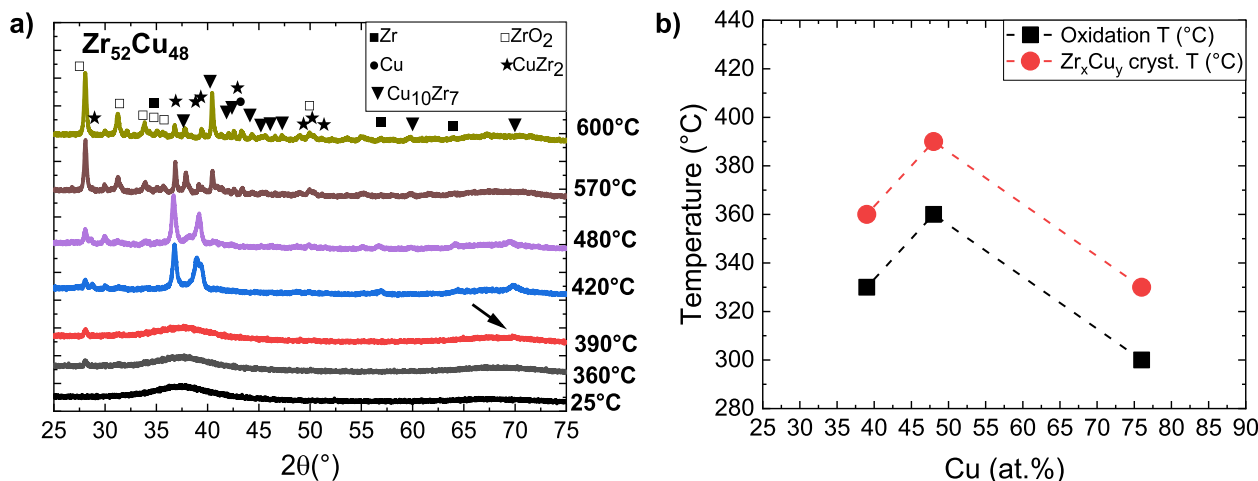 a)
Zr52Cu48
Zr
ZrO2
Cu
CuZr2
Cu10Zr7
600°C
570°C
480°C
420°C
390°C
360°C
25°C
25 30 35 40 45 50 55 60 65 70 75
2θ(°)
b)
Oxidation T (°C)
ZrxCuy cryst. T (°C)
440
420
400
380
360
340
320
300
280
Temperature (°C)
25 30 35 40 45 50 55 60 65 70 75 80 85 90
Cu (at.%)